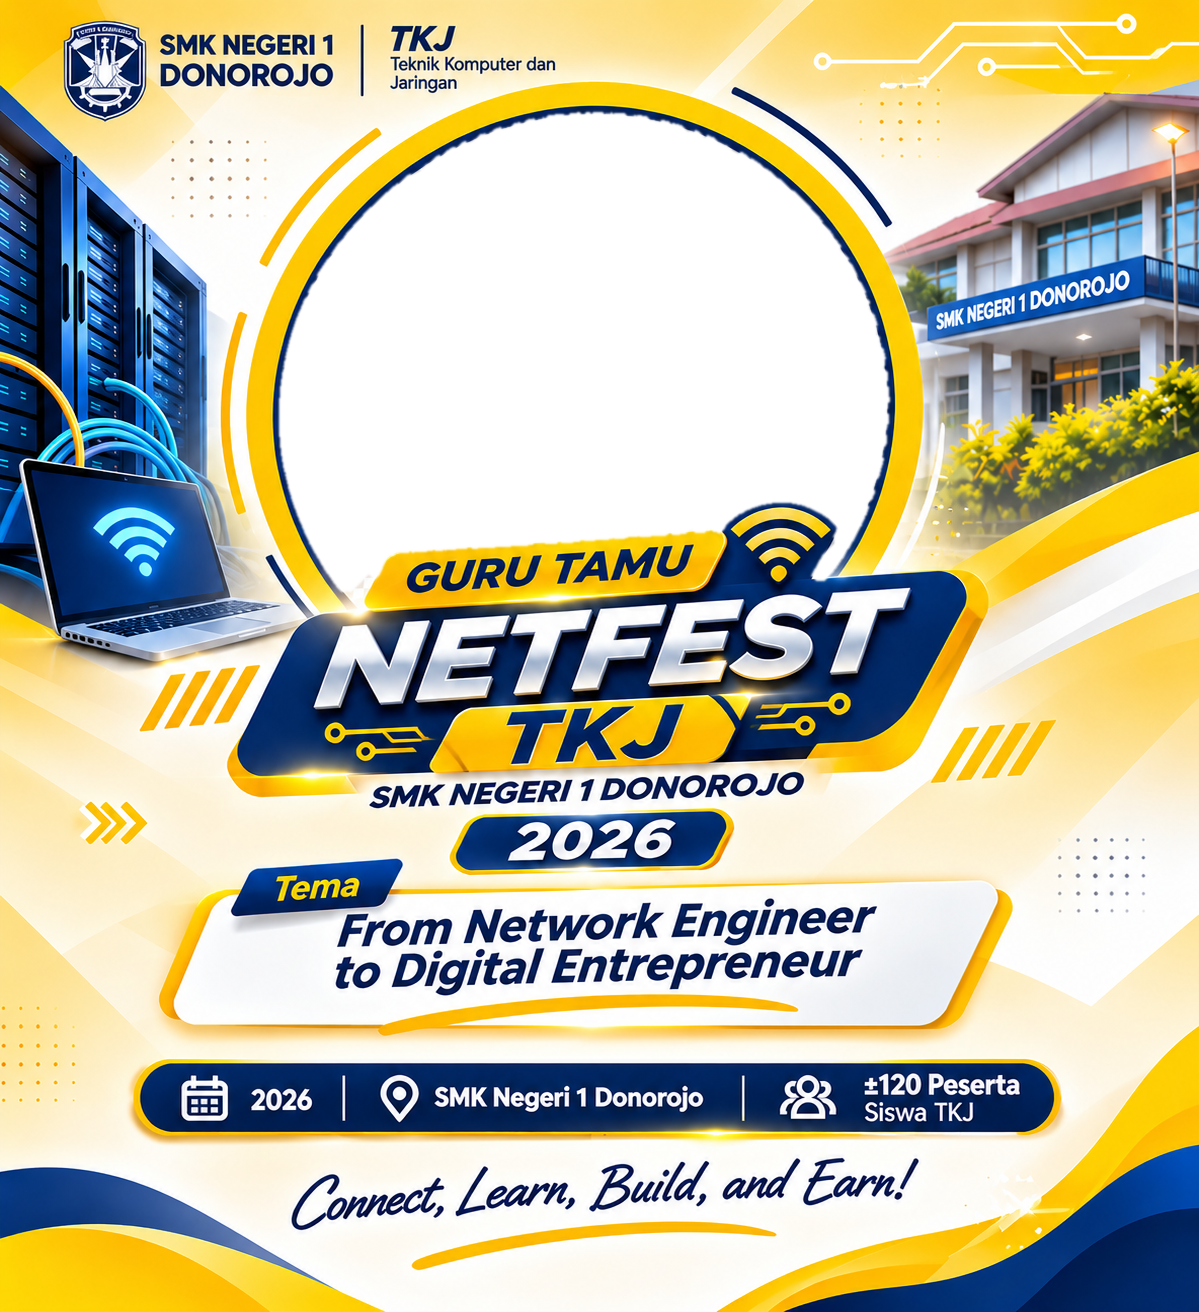 SMK NEGERI 1
DONOROJO
TKJ
Teknik Komputer dan
Jaringan
SMK NEGERI 1 DONOROJO
GURU TAMU
NETFEST
TKJ
SMK NEGERI 1 DONOROJO
2026
Tema
From Network Engineer
to Digital Entrepreneur
2026
SMK Negeri 1 Donorojo
±120 Peserta
Siswa TKJ
Connect, Learn, Build, and Earn!